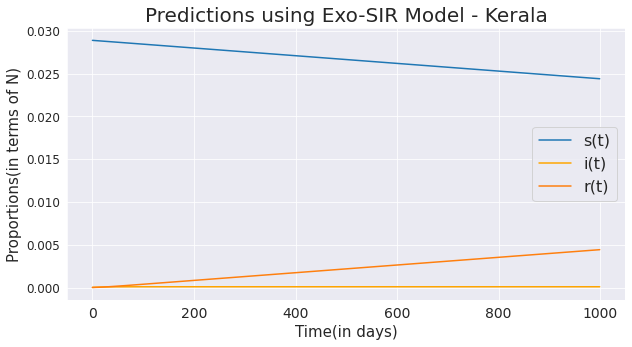 Predictions using Exo-SIR Model - Kerala
Proportions(in terms of N)
0.030
0.025
0.020
0.015
0.010
0.005
0.000
s(t)
i(t)
r(t)
0 200 400 600 800 1000
Time(in days)